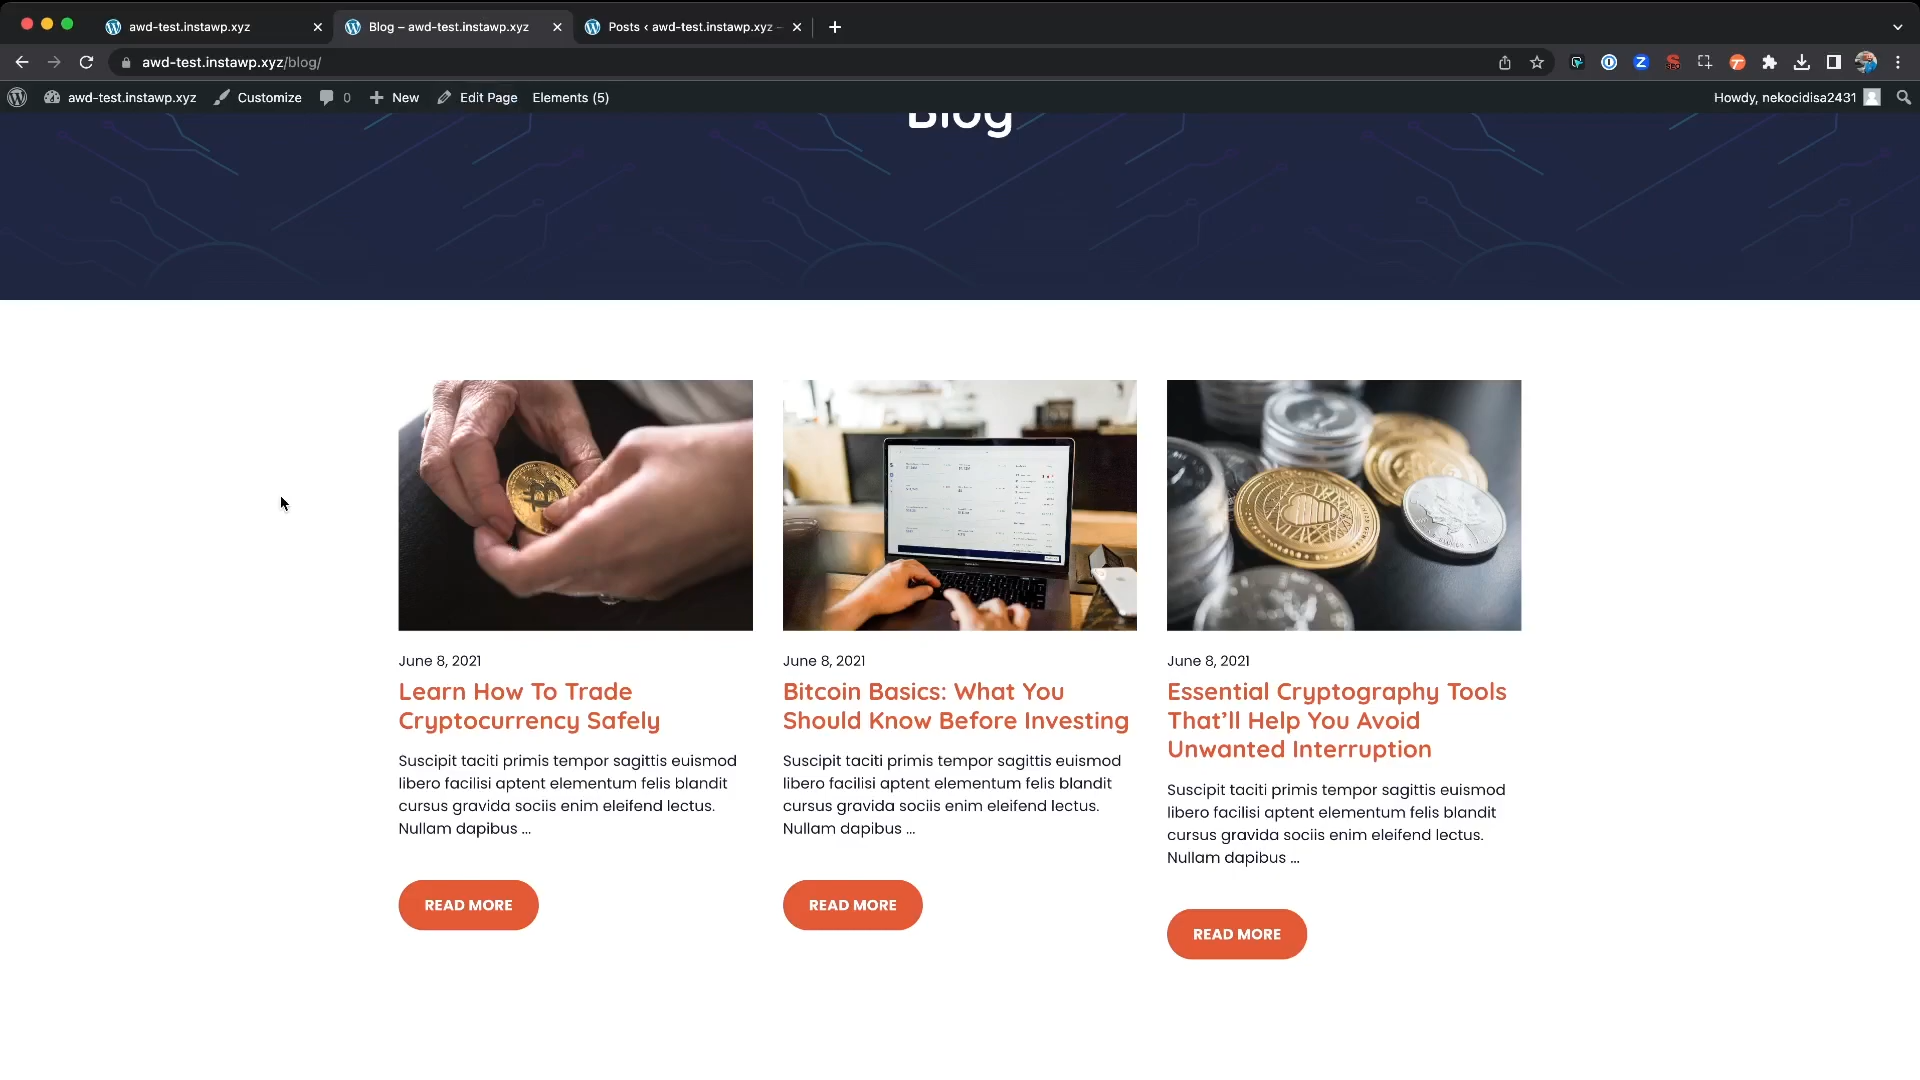 awd-test.instawp.xyz
Blog – awd-test.instawp.xyz
Posts ‹ awd-test.instawp.xyz –
awd-test.instawp.xyz/blog/
awd-test.instawp.xyz Customize 0 New Edit Page Elements (5) Howdy, nekocidisa2431
Blog
June 8, 2021
Learn How To Trade
Cryptocurrency Safely
Suscipit taciti primis tempor sagittis euismod
libero facilisi aptent elementum felis blandit
cursus gravida sociis enim eleifend lectus.
Nullam dapibus ...
READ MORE
June 8, 2021
Bitcoin Basics: What You
Should Know Before Investing
Suscipit taciti primis tempor sagittis euismod
libero facilisi aptent elementum felis blandit
cursus gravida sociis enim eleifend lectus.
Nullam dapibus ...
READ MORE
June 8, 2021
Essential Cryptography Tools
That’ll Help You Avoid
Unwanted Interruption
Suscipit taciti primis tempor sagittis euismod
libero facilisi aptent elementum felis blandit
cursus gravida sociis enim eleifend lectus.
Nullam dapibus ...
READ MORE